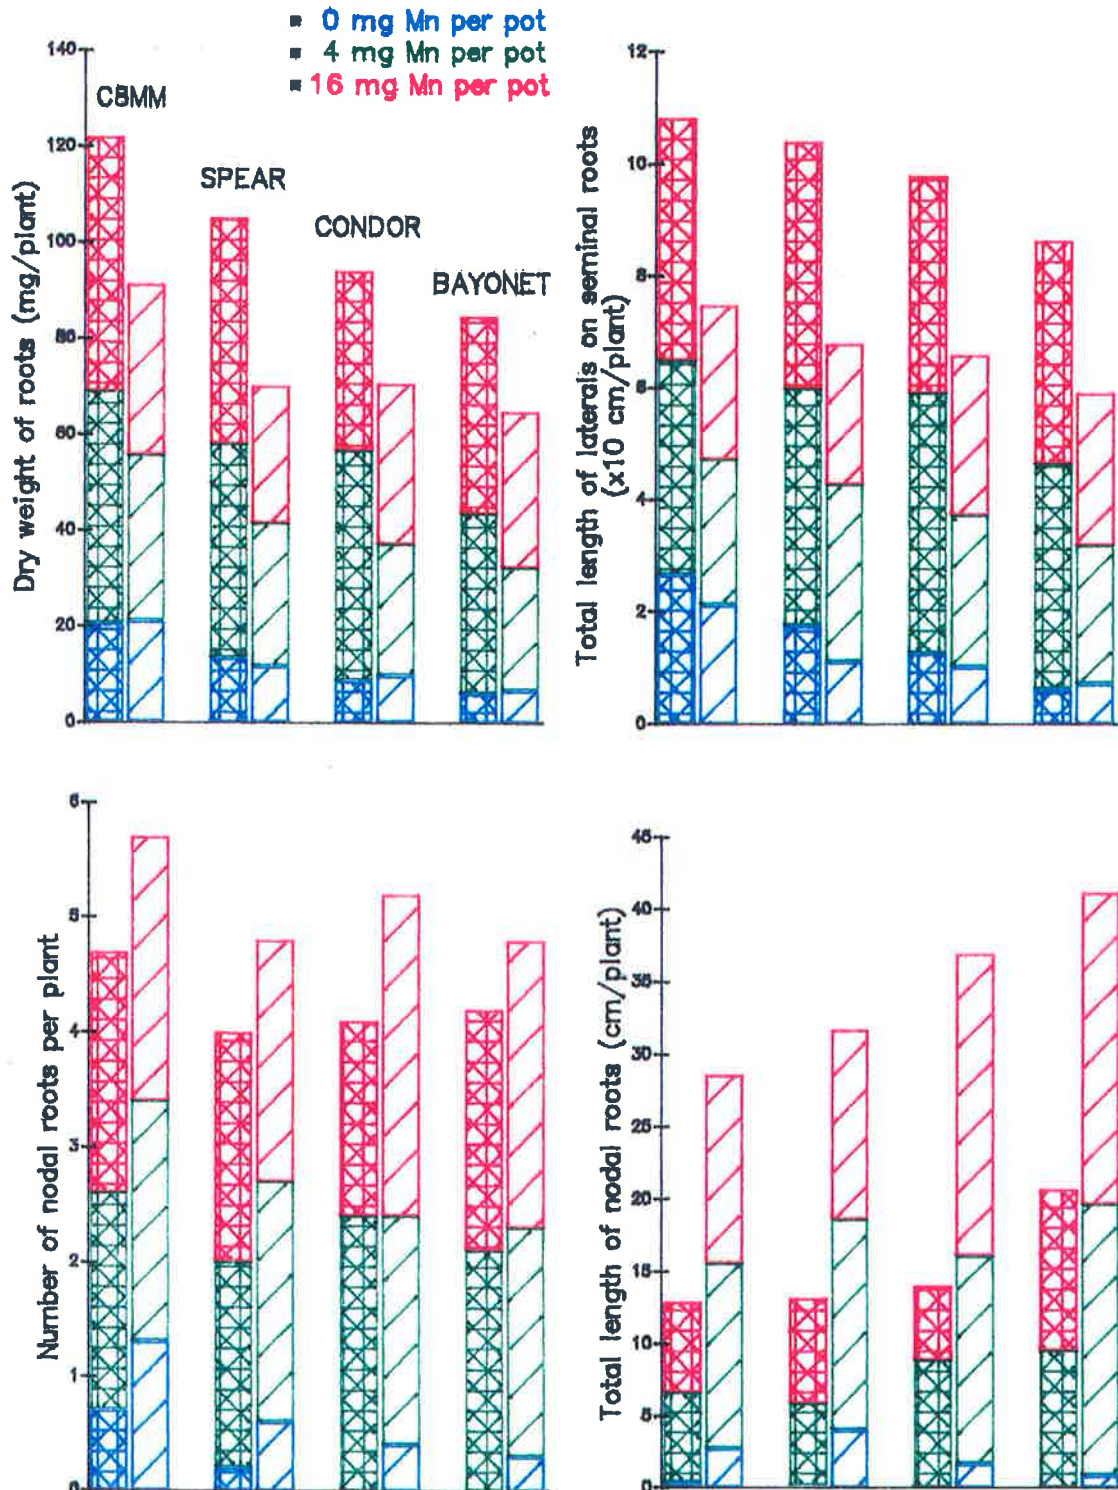 0 mg Mn per pot
4 mg Mn per pot
16 mg Mn per pot
140
120
100
80
60
40
20
0
Dry weight of roots (mg/plant)
C8MM
SPEAR
CONDOR
BAYONET
12
10
8
6
4
2
0
Total length of laterals on seminal roots
(x10 cm/plant)
6
5
4
3
2
1
0
Number of nodal roots per plant
45
40
35
30
25
20
15
10
5
0
Total length of nodal roots (cm/plant)